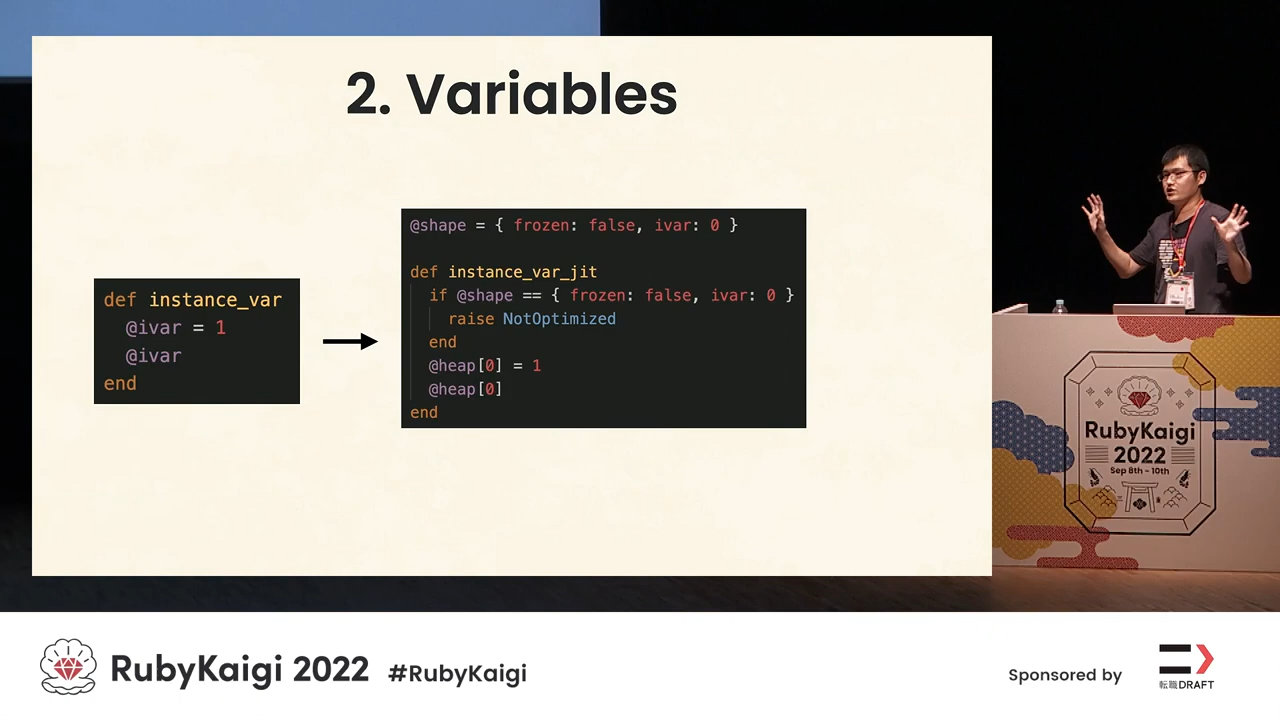 2. Variables
def instance_var
@ivar = 1
@ivar
end
@shape = { frozen: false, ivar: 0 }
def instance_var_jit
if @shape == { frozen: false, ivar: 0 }
raise NotOptimized
end
@heap[0] = 1
@heap[0]
end
RubyKaigi
2022
Sep 8th - 10th
RubyKaigi 2022 #RubyKaigi
Sponsored by
転職DRAFT